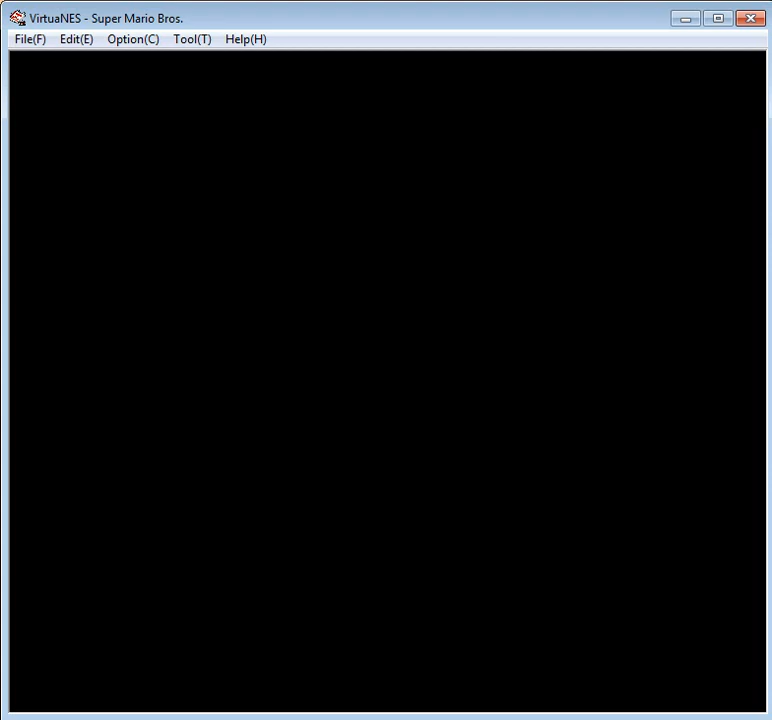 VirtuaNES - Super Mario Bros.
File(F) Edit(E) Option(C) Tool(T) Help(H)